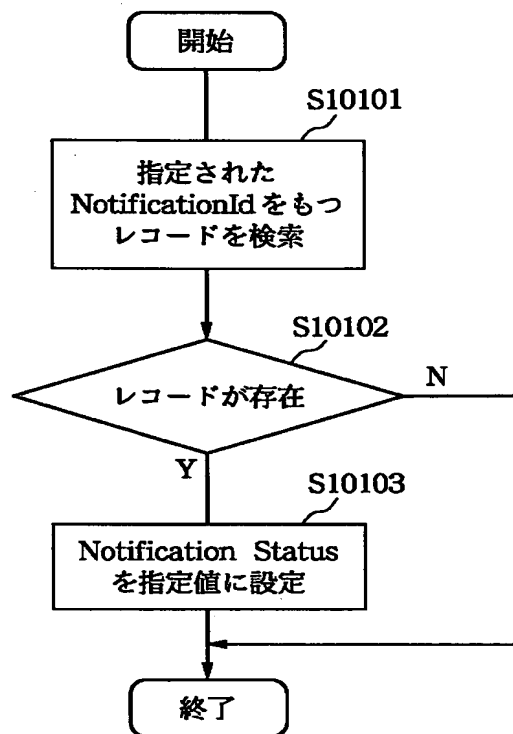 開始
S10101
指定された
NotificationIdをもつ
レコードを検索
S10102
レコードが存在
N
Y
S10103
Notification Status
を指定値に設定
終了